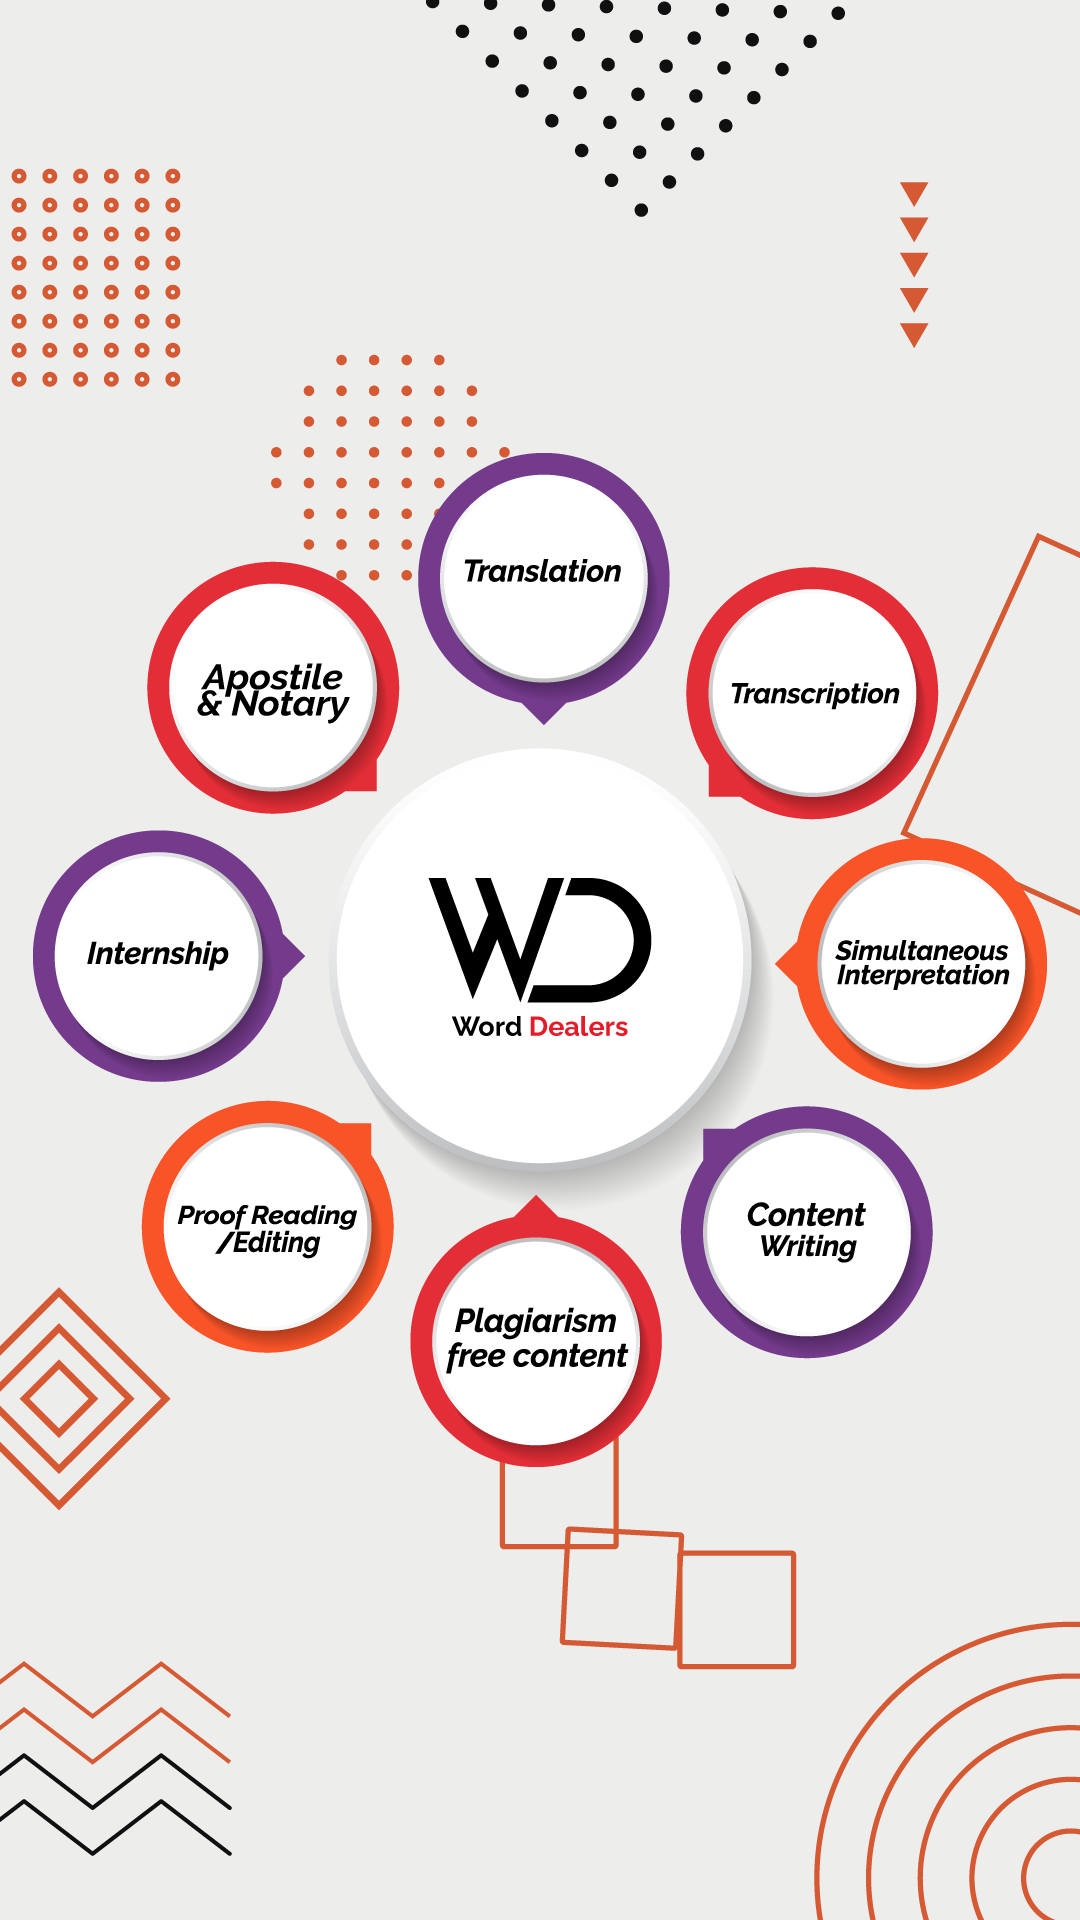 Translation
Apostile
& Notary
Transcription
Internship
WD
Word Dealers
Simultaneous
Interpretation
Proof Reading
/Editing
Content
Writing
Plagiarism
free content